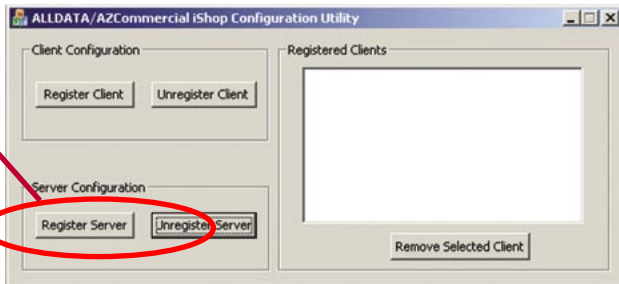 ALLDATA/AZCommercial iShop Configuration Utility
Client Configuration
Register Client
Unregister Client
Server Configuration
Register Server
Unregister Server
Registered Clients
Remove Selected Client